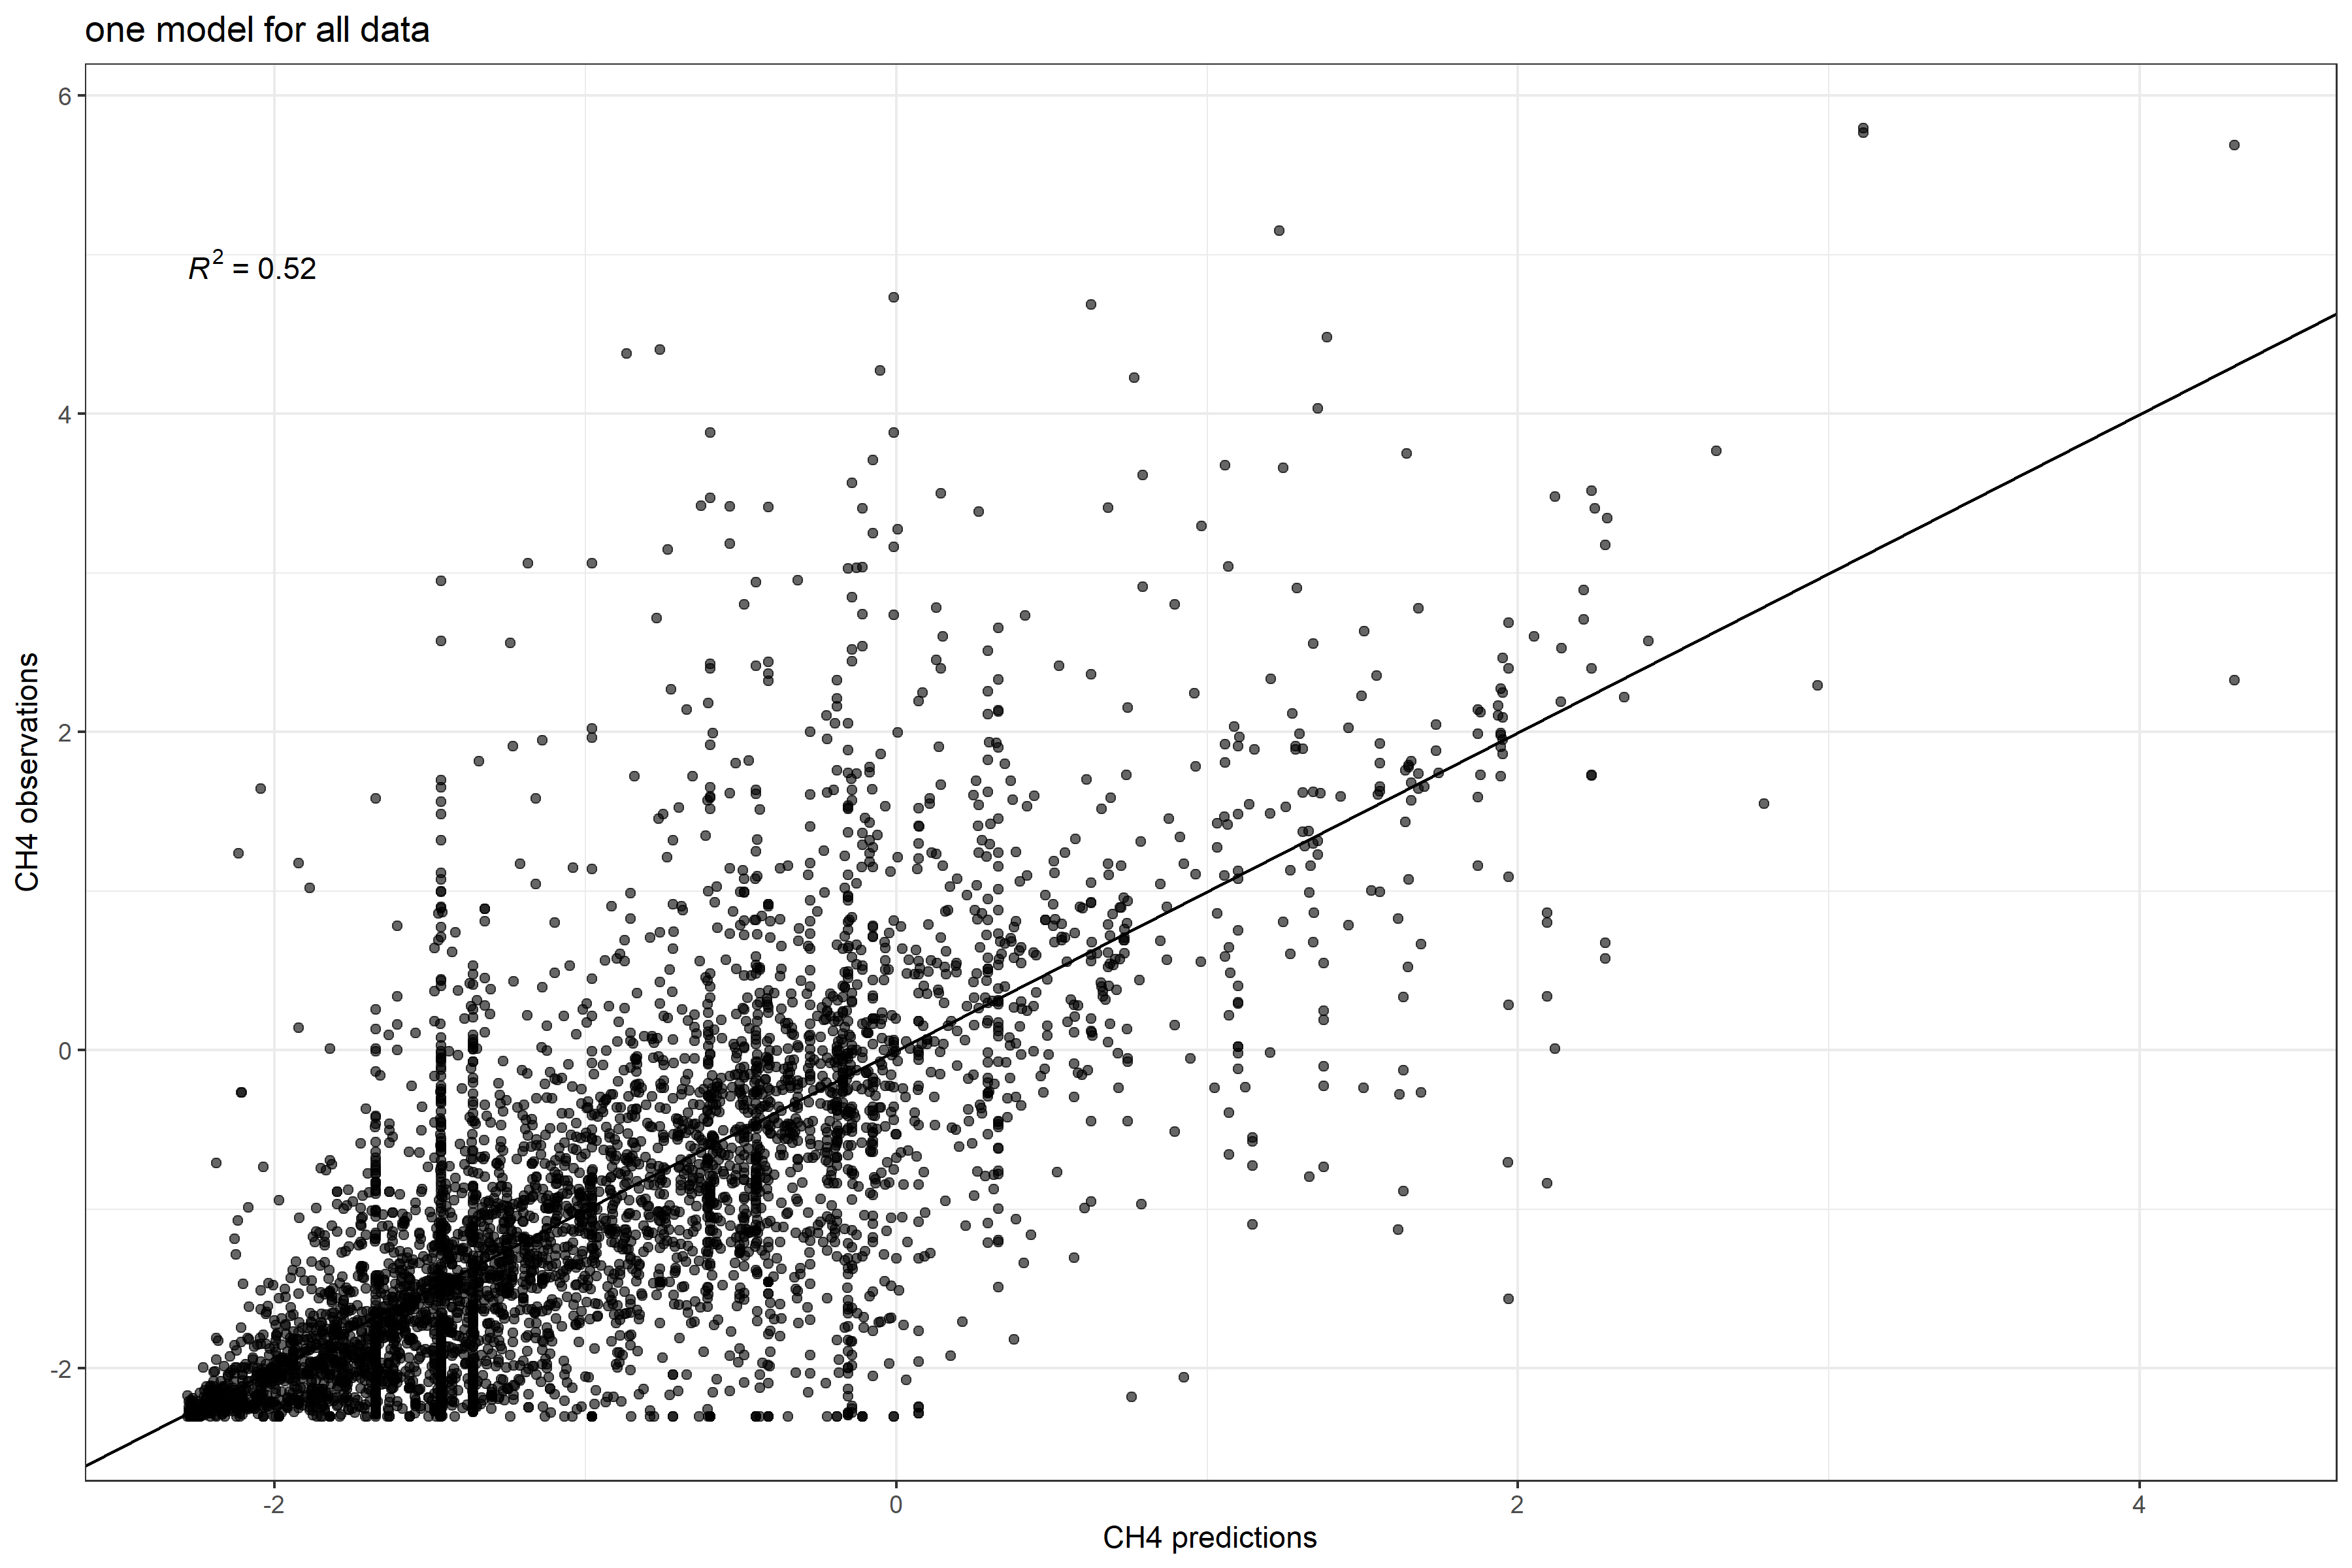 one model for all data
6
R² = 0.52
4
2
0
-2
CH4 observations
-2
0
2
4
CH4 predictions